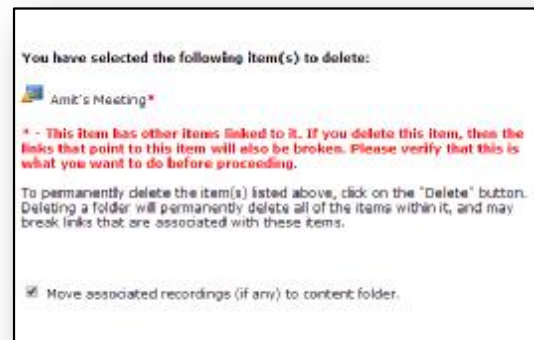 You have selected the following item(s) to delete:
Amit's Meeting*
* - This item has other items linked to it. If you delete this item, then the
links that point to this item will also be broken. Please verify that this is
what you want to do before proceeding.
To permanently delete the item(s) listed above, click on the "Delete" button.
Deleting a folder will permanently delete all of the items within it, and may
break links that are associated with these items.
Move associated recordings (if any) to content folder.